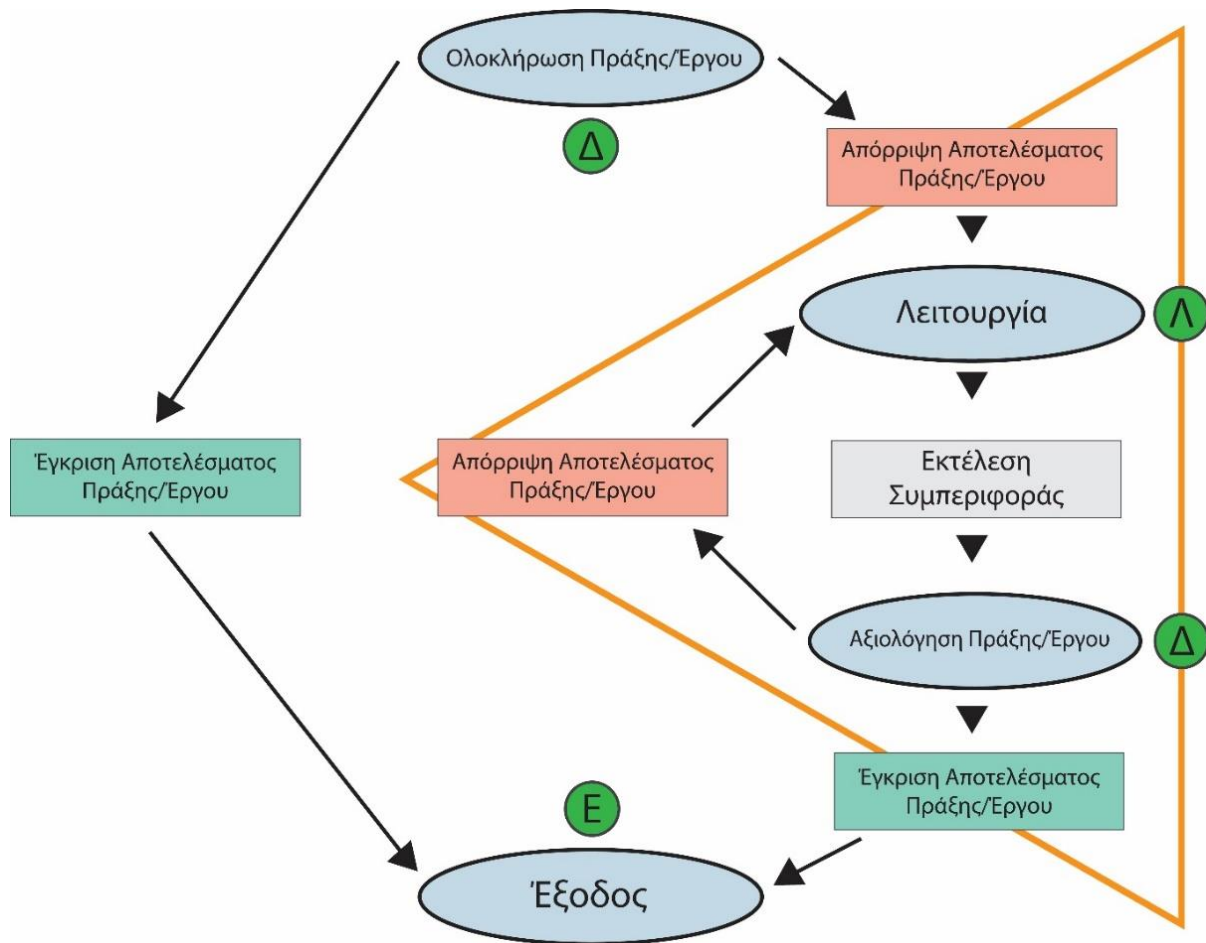 Ολοκλήρωση Πράξης/Έργου
Δ
Απόρριψη Αποτελέσματος
Πράξης/Έργου
Λειτουργία
Λ
Έγκριση Αποτελέσματος
Πράξης/Έργου
Απόρριψη Αποτελέσματος
Πράξης/Έργου
Εκτέλεση
Συμπεριφοράς
Αξιολόγηση Πράξης/Έργου
Δ
Έγκριση Αποτελέσματος
Πράξης/Έργου
Ε
Έξοδος